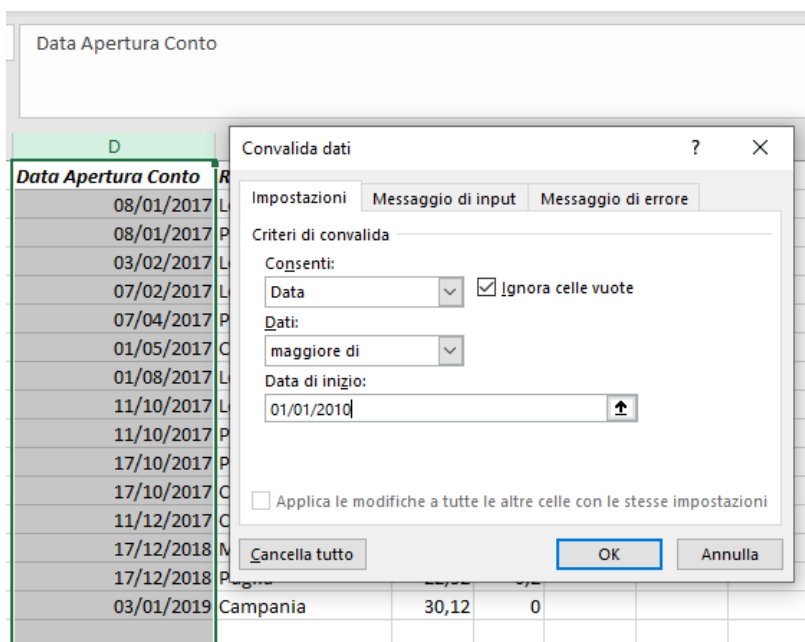 Data Apertura Conto
D
Convalida dati ? ×
Data Apertura Conto R
Impostazioni Messaggio di input Messaggio di errore
08/01/2017 L
Criteri di convalida
08/01/2017 P
Consenti:
03/02/2017 L
Data Ignora celle vuote
07/02/2017 L
Dati:
07/04/2017 P
maggiore di
01/05/2017 C
Data di inizio:
01/08/2017 L
01/01/2010
11/10/2017 L
11/10/2017 P
17/10/2017 P
17/10/2017 C
Applica le modifiche a tutte le altre celle con le stesse impostazioni
11/12/2017 C
17/12/2018 M
Cancella tutto OK Annulla
17/12/2018
03/01/2019 Campania 30,12 0